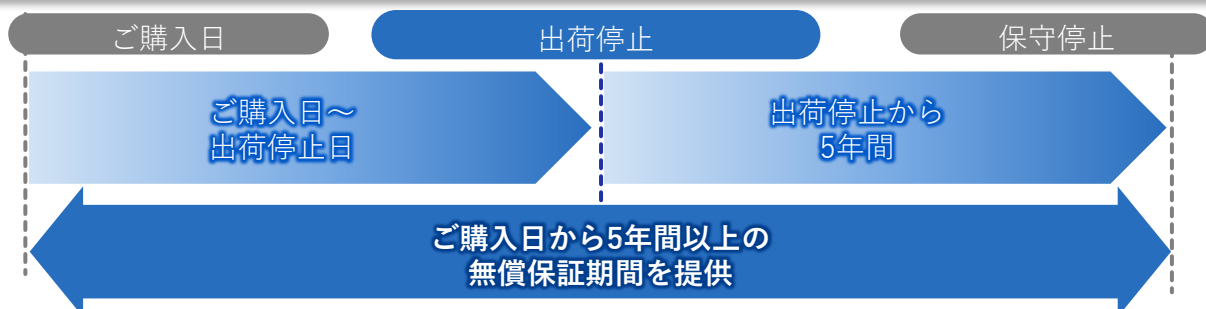 ご購入日
出荷停止
保守停止
ご購入日～
出荷停止日
出荷停止から
5年間
ご購入日から5年間以上の
無償保証期間を提供